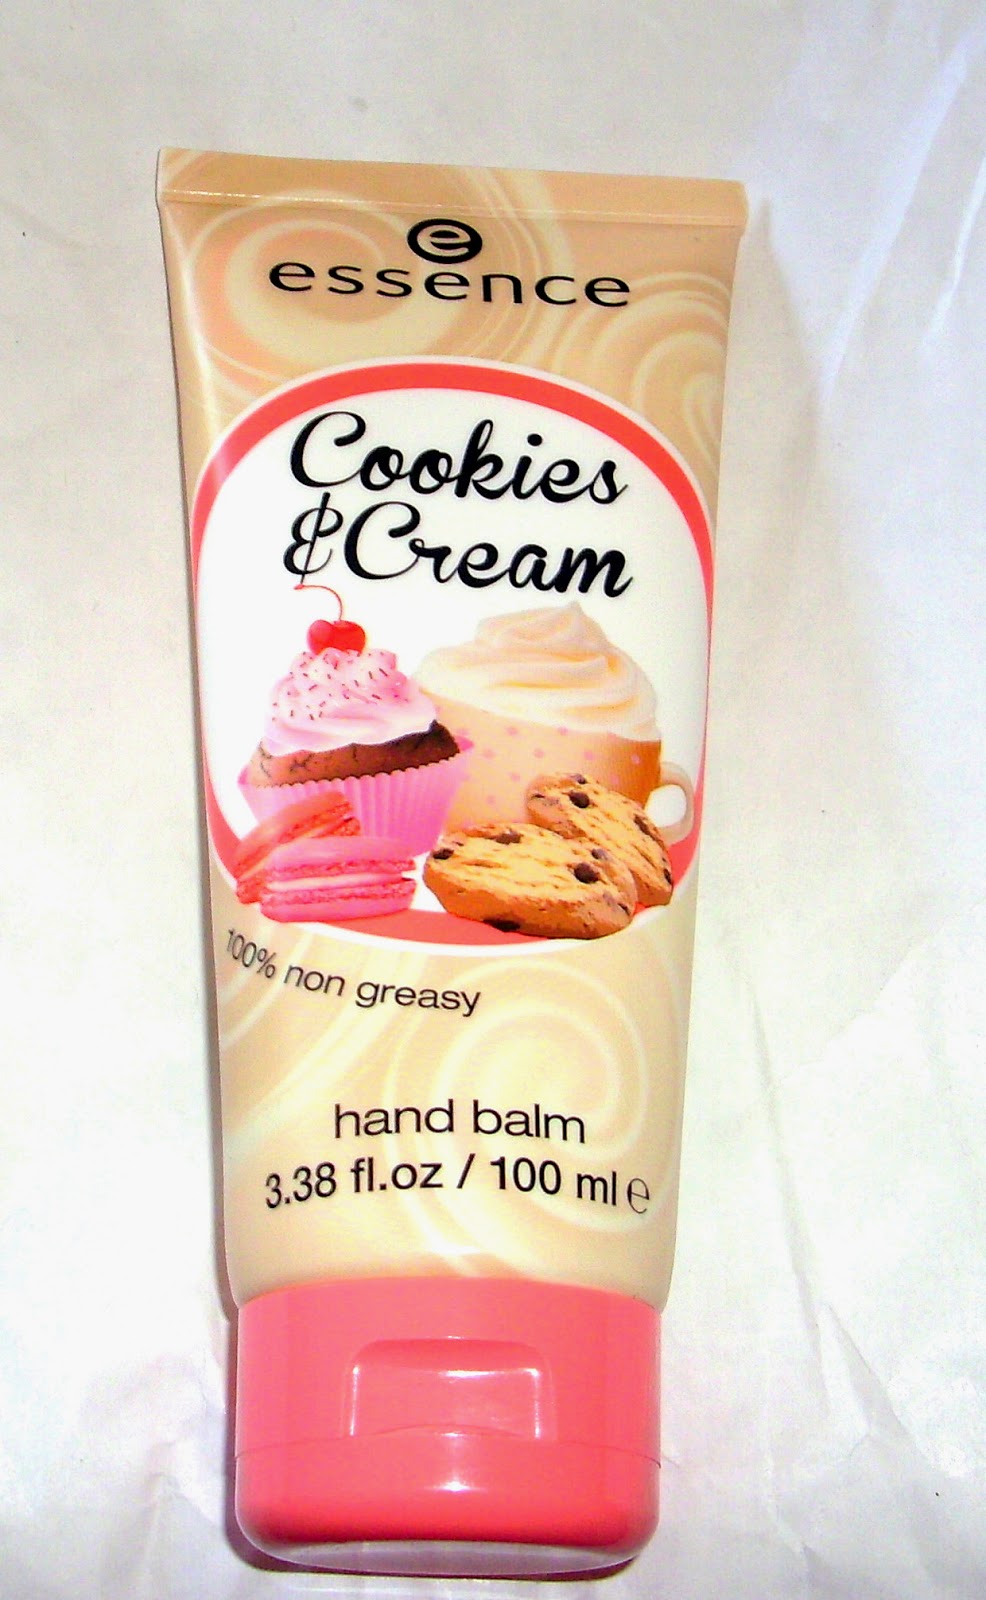 e
essence
Cookies
& Cream
100% non greasy
hand balm
3.38 fl.oz / 100 ml ℮